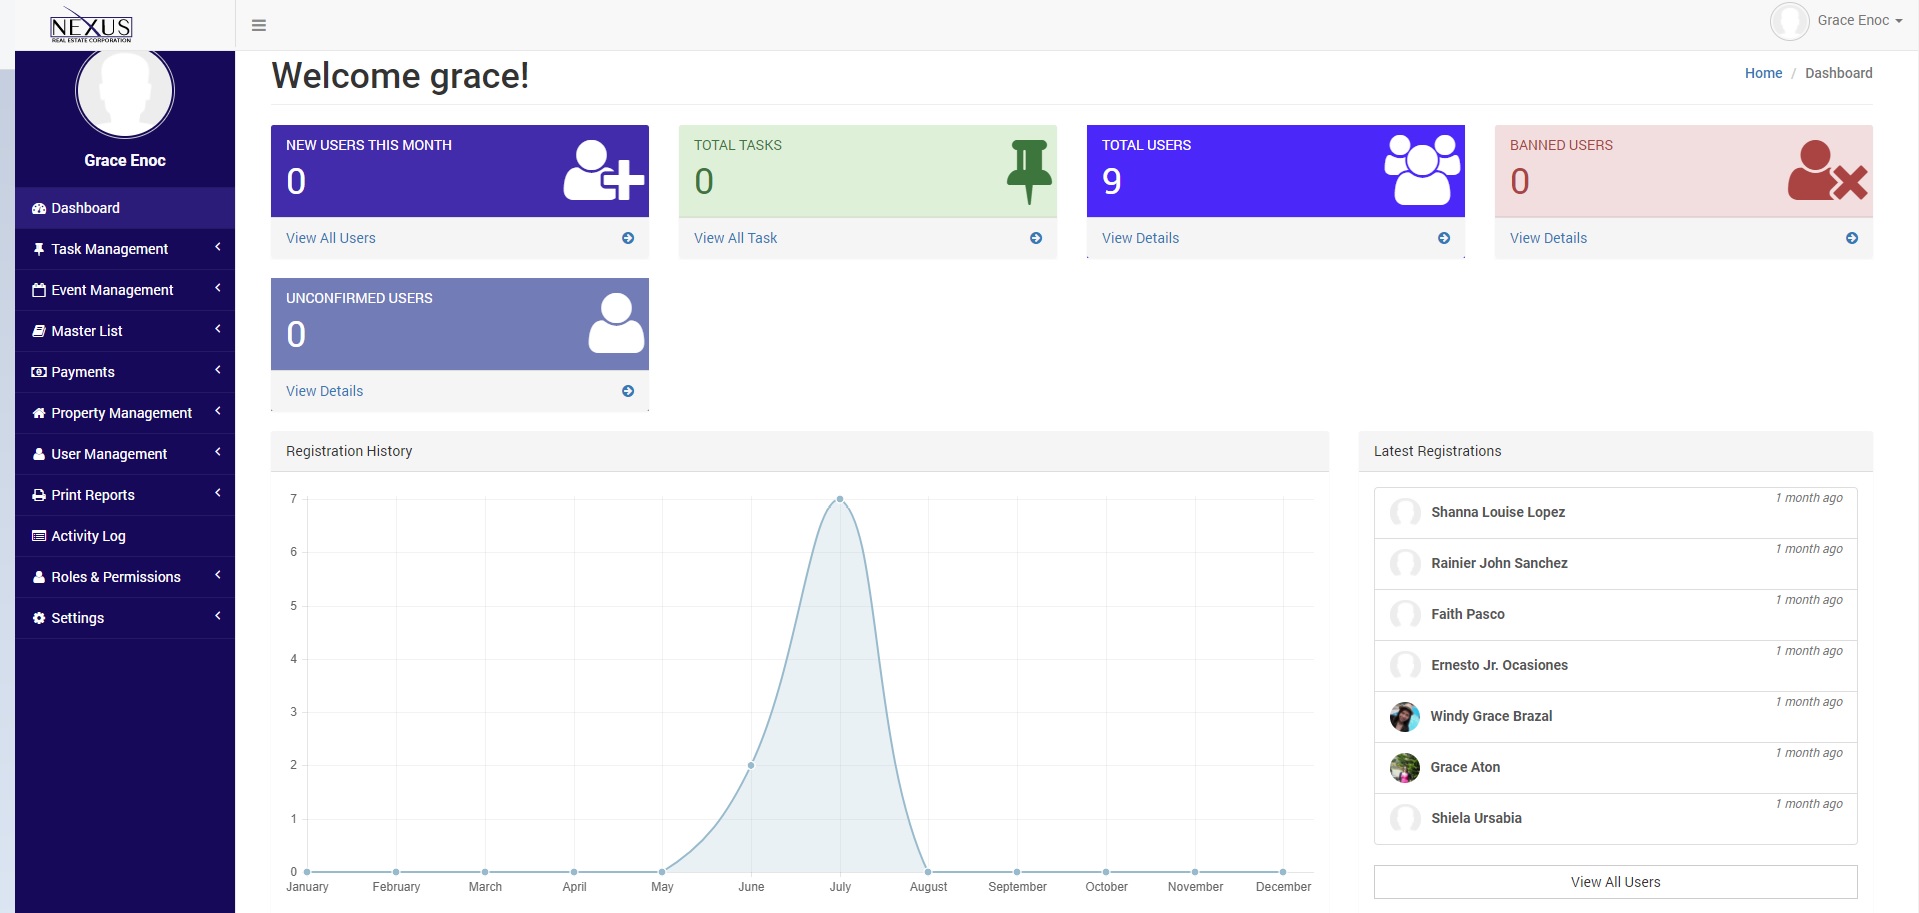 NEXUS
REAL ESTATE CORPORATION
Grace Enoc
Grace Enoc
Dashboard
Task Management
Event Management
Master List
Payments
Property Management
User Management
Print Reports
Activity Log
Roles & Permissions
Settings
Welcome grace!
Home / Dashboard
NEW USERS THIS MONTH
0
View All Users
TOTAL TASKS
0
View All Task
TOTAL USERS
9
View Details
BANNED USERS
0
View Details
UNCONFIRMED USERS
0
View Details
Registration History
7
6
5
4
3
2
1
0
January February March April May June July August September October November December
Latest Registrations
1 month ago
Shanna Louise Lopez
1 month ago
Rainier John Sanchez
1 month ago
Faith Pasco
1 month ago
Ernesto Jr. Ocasiones
1 month ago
Windy Grace Brazal
1 month ago
Grace Aton
1 month ago
Shiela Ursabia
View All Users